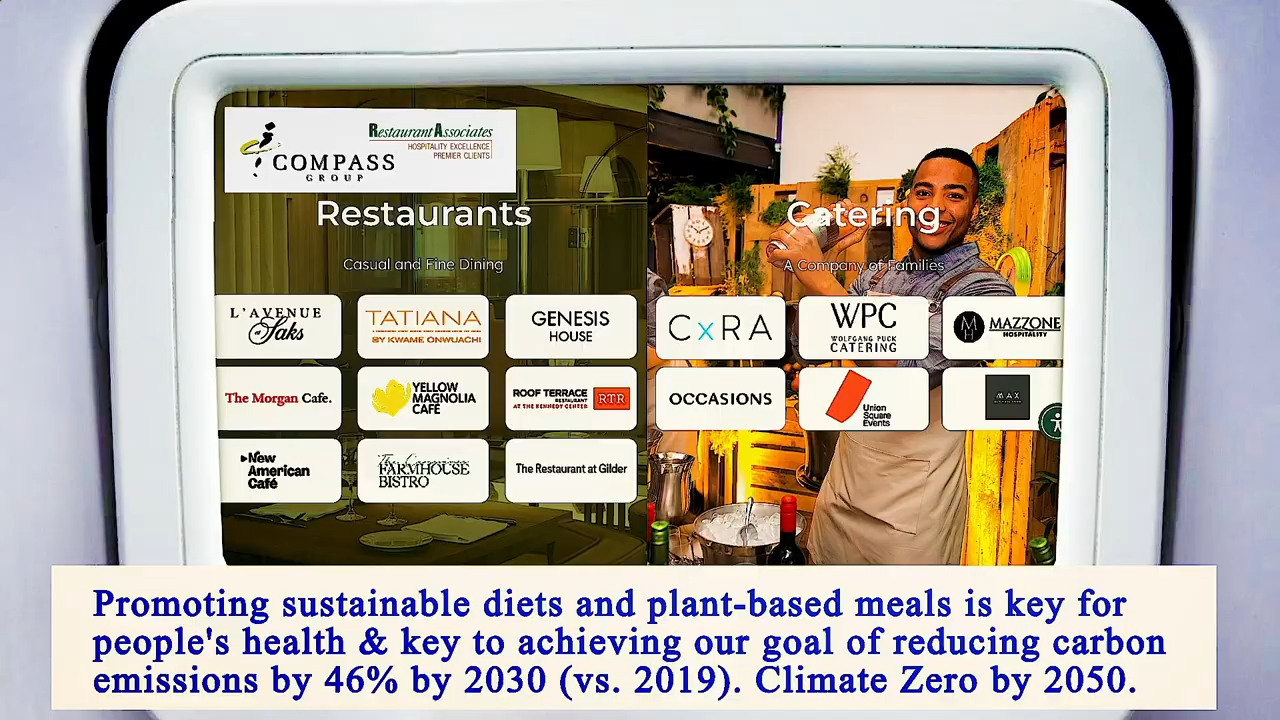 COMPASS
GROUP
Restaurant Associates
HOSPITALITY EXCELLENCE
PREMIER CLIENTS
Restaurants
Casual and Fine Dining
L'AVENUE
Saks
TATIANA
BY KWAME ONWUACHI
GENESIS
HOUSE
The Morgan Cafe.
YELLOW
MAGNOLIA
CAFÉ
ROOF TERRACE
RESTAURANT
AT THE KENNEDY CENTER
RTR
New
American
Café
FARMHOUSE
BISTRO
The Restaurant at Gilder
Catering
A Company of Families
CxRA
WPC
WOLFGANG PUCK
CATERING
MH
MAZZONE
HOSPITALITY
OCCASIONS
Union
Square
Events
MAX
Promoting sustainable diets and plant-based meals is key for
people's health & key to achieving our goal of reducing carbon
emissions by 46% by 2030 (vs. 2019). Climate Zero by 2050.